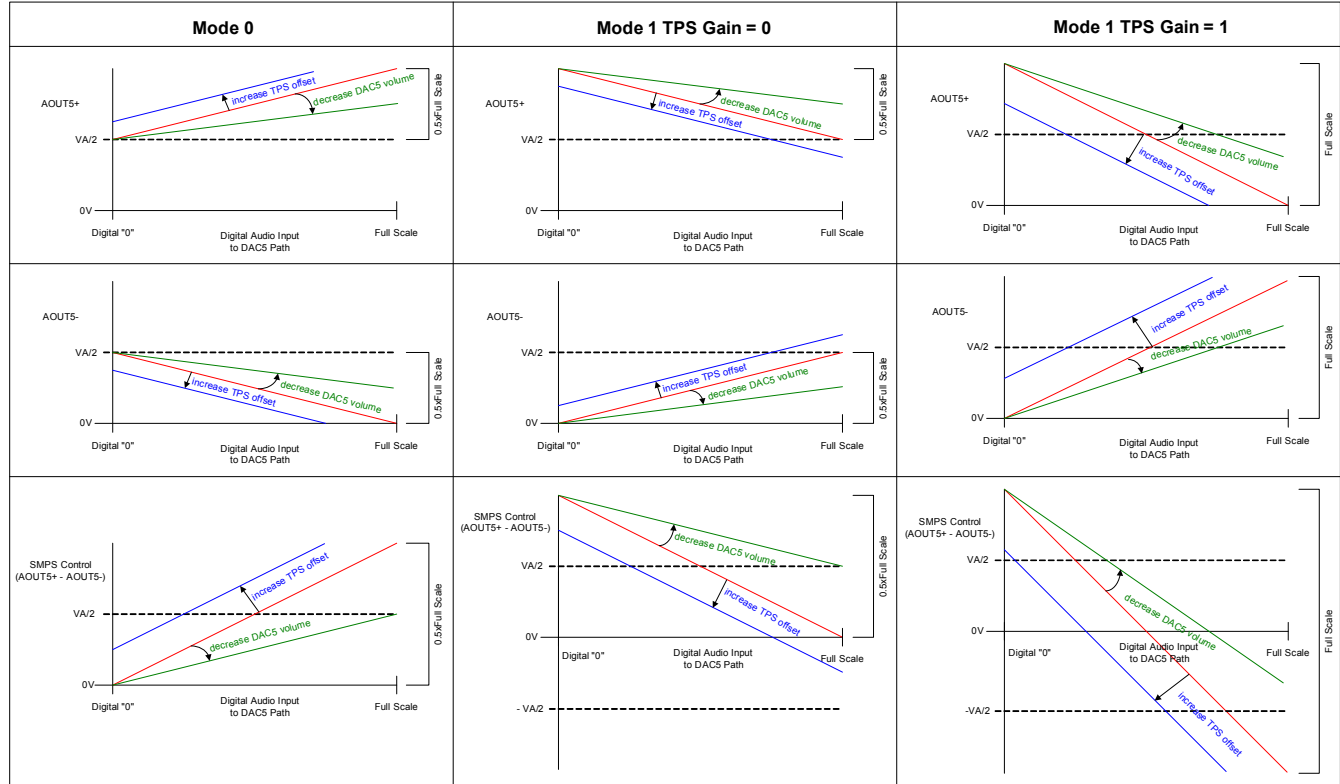 Mode 0
Mode 1 TPS Gain = 0
Mode 1 TPS Gain = 1
AOUT5+
increase TPS offset
decrease DAC5 volume
VA/2
0V
Digital "0"
Digital Audio Input
to DAC5 Path
Full Scale
0.5xFull Scale
AOUT5+
increase TPS offset
decrease DAC5 volume
VA/2
0V
Digital "0"
Digital Audio Input
to DAC5 Path
Full Scale
0.5xFull Scale
AOUT5+
VA/2
decrease DAC5 volume
increase TPS offset
0V
Digital "0"
Digital Audio Input
to DAC5 Path
Full Scale
Full Scale
AOUT5-
VA/2
increase TPS offset
decrease DAC5 volume
0V
Digital "0"
Digital Audio Input
to DAC5 Path
Full Scale
0.5xFull Scale
AOUT5-
VA/2
increase TPS offset
decrease DAC5 volume
0V
Digital "0"
Digital Audio Input
to DAC5 Path
Full Scale
0.5xFull Scale
AOUT5-
increase TPS offset
VA/2
decrease DAC5 volume
0V
Digital "0"
Digital Audio Input
to DAC5 Path
Full Scale
Full Scale
SMPS Control
(AOUT5+ - AOUT5-)
increase TPS offset
VA/2
decrease DAC5 volume
0V
Digital "0"
Digital Audio Input
to DAC5 Path
Full Scale
0.5xFull Scale
SMPS Control
(AOUT5+ - AOUT5-)
decrease DAC5 volume
VA/2
increase TPS offset
0V
Digital "0"
Digital Audio Input
to DAC5 Path
Full Scale
- VA/2
0.5xFull Scale
SMPS Control
(AOUT5+ - AOUT5-)
VA/2
decrease DAC5 volume
0V
Digital "0"
Digital Audio Input
to DAC5 Path
Full Scale
increase TPS offset
-VA/2
Full Scale